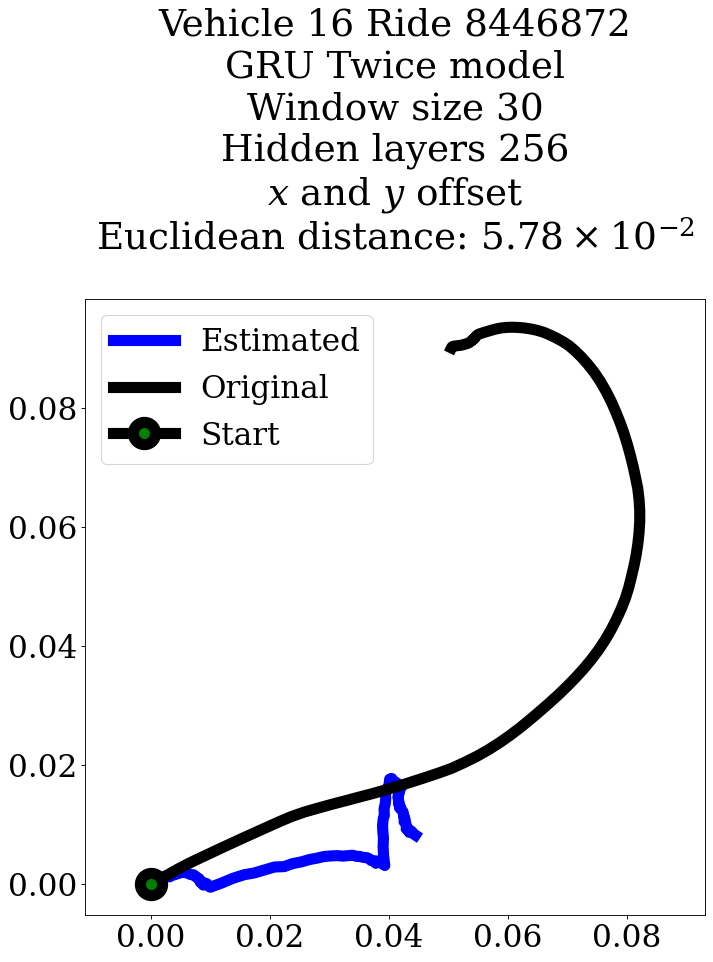 Vehicle 16 Ride 8446872
GRU Twice model
Window size 30
Hidden layers 256
x and y offset
Euclidean distance: 5.78 × 10⁻²
Estimated
Original
Start
0.08
0.06
0.04
0.02
0.00
0.00 0.02 0.04 0.06 0.08